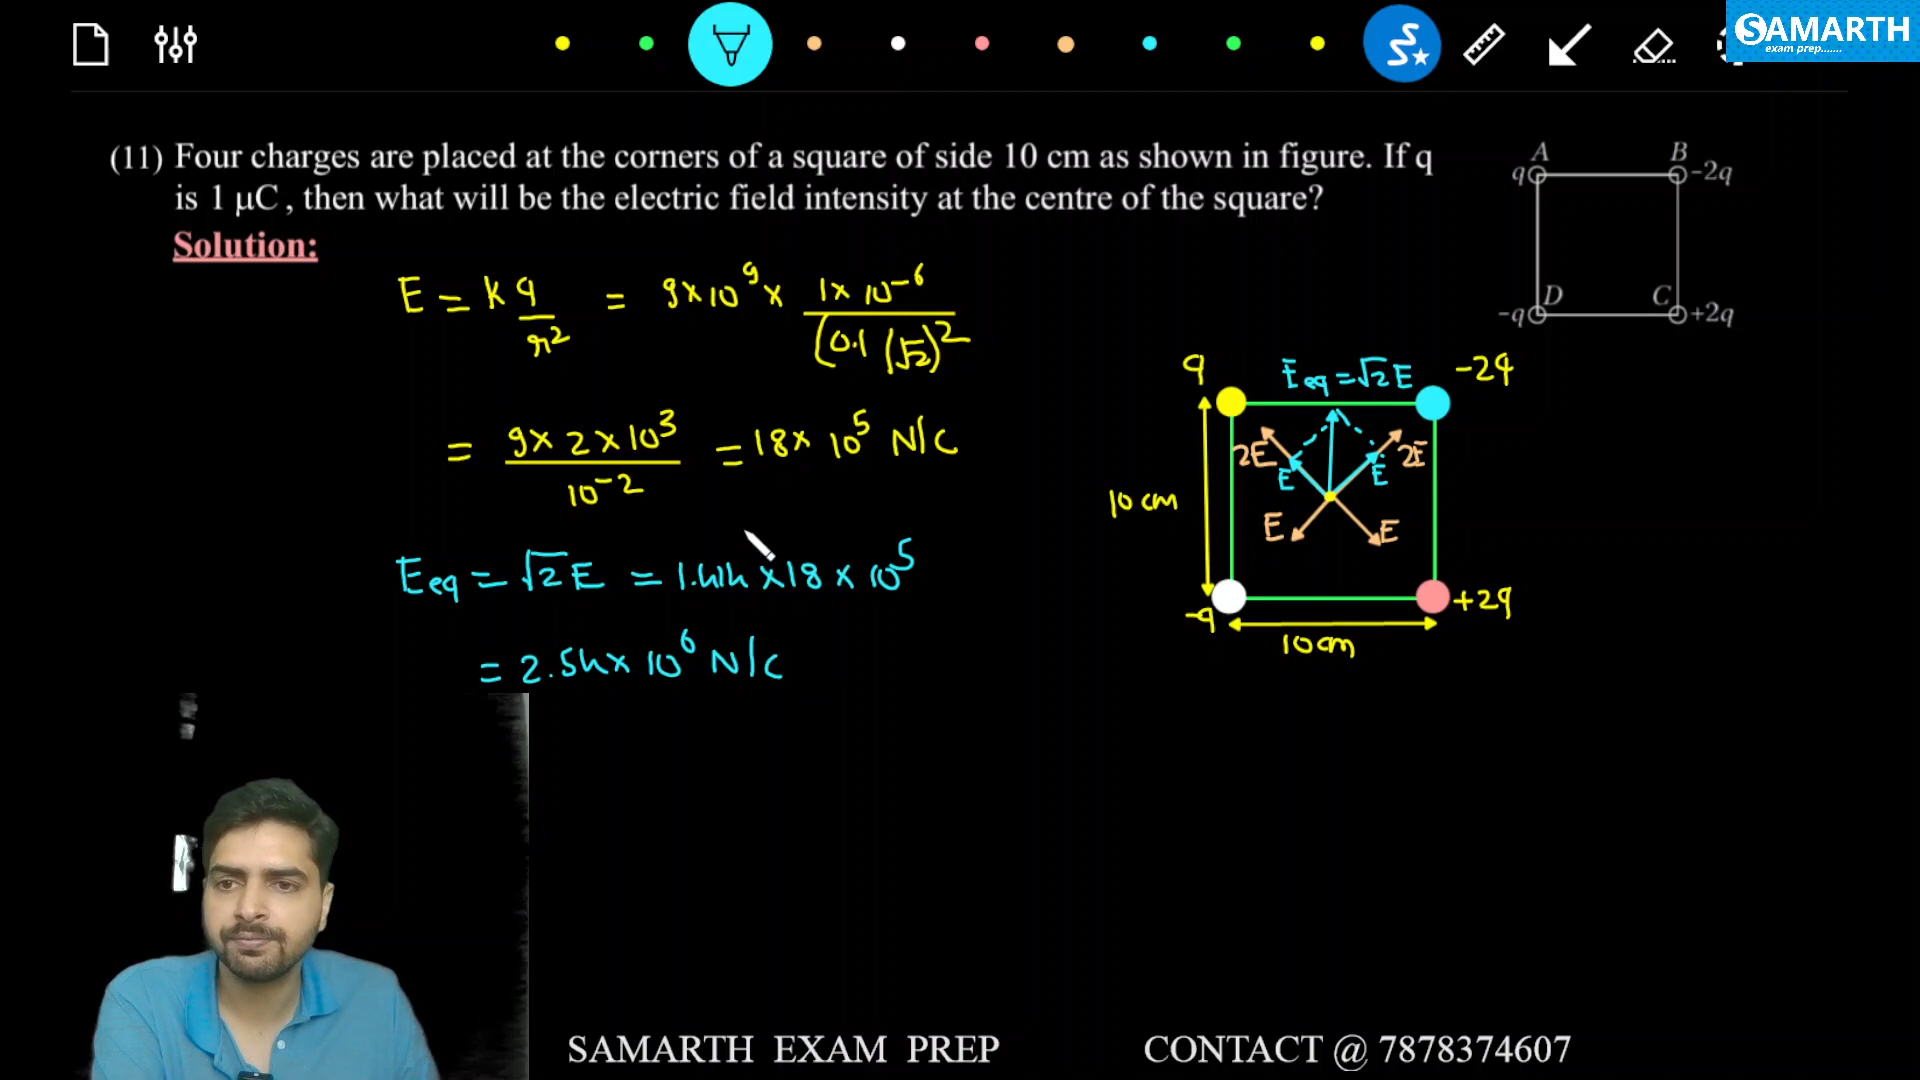 SAMARTH
exam prep.......
(11) Four charges are placed at the corners of a square of side 10 cm as shown in figure. If q
is 1 μC , then what will be the electric field intensity at the centre of the square?
Solution:
A B
q -2q
D C
-q +2q
E = k q/r² = 9×10⁹ × 1×10⁻⁶/(0.1/(√2)²
= 9×2×10³/10⁻² = 18×10⁵ N/C
Eeq = √2E = 1.414 ×18 × 10⁵
= 2.54× 10⁶ N/C
q Eeq = √2E -2q
2E 2E
E E
10 cm
E E
-q +2q
10 cm
SAMARTH EXAM PREP CONTACT @ 7878374607